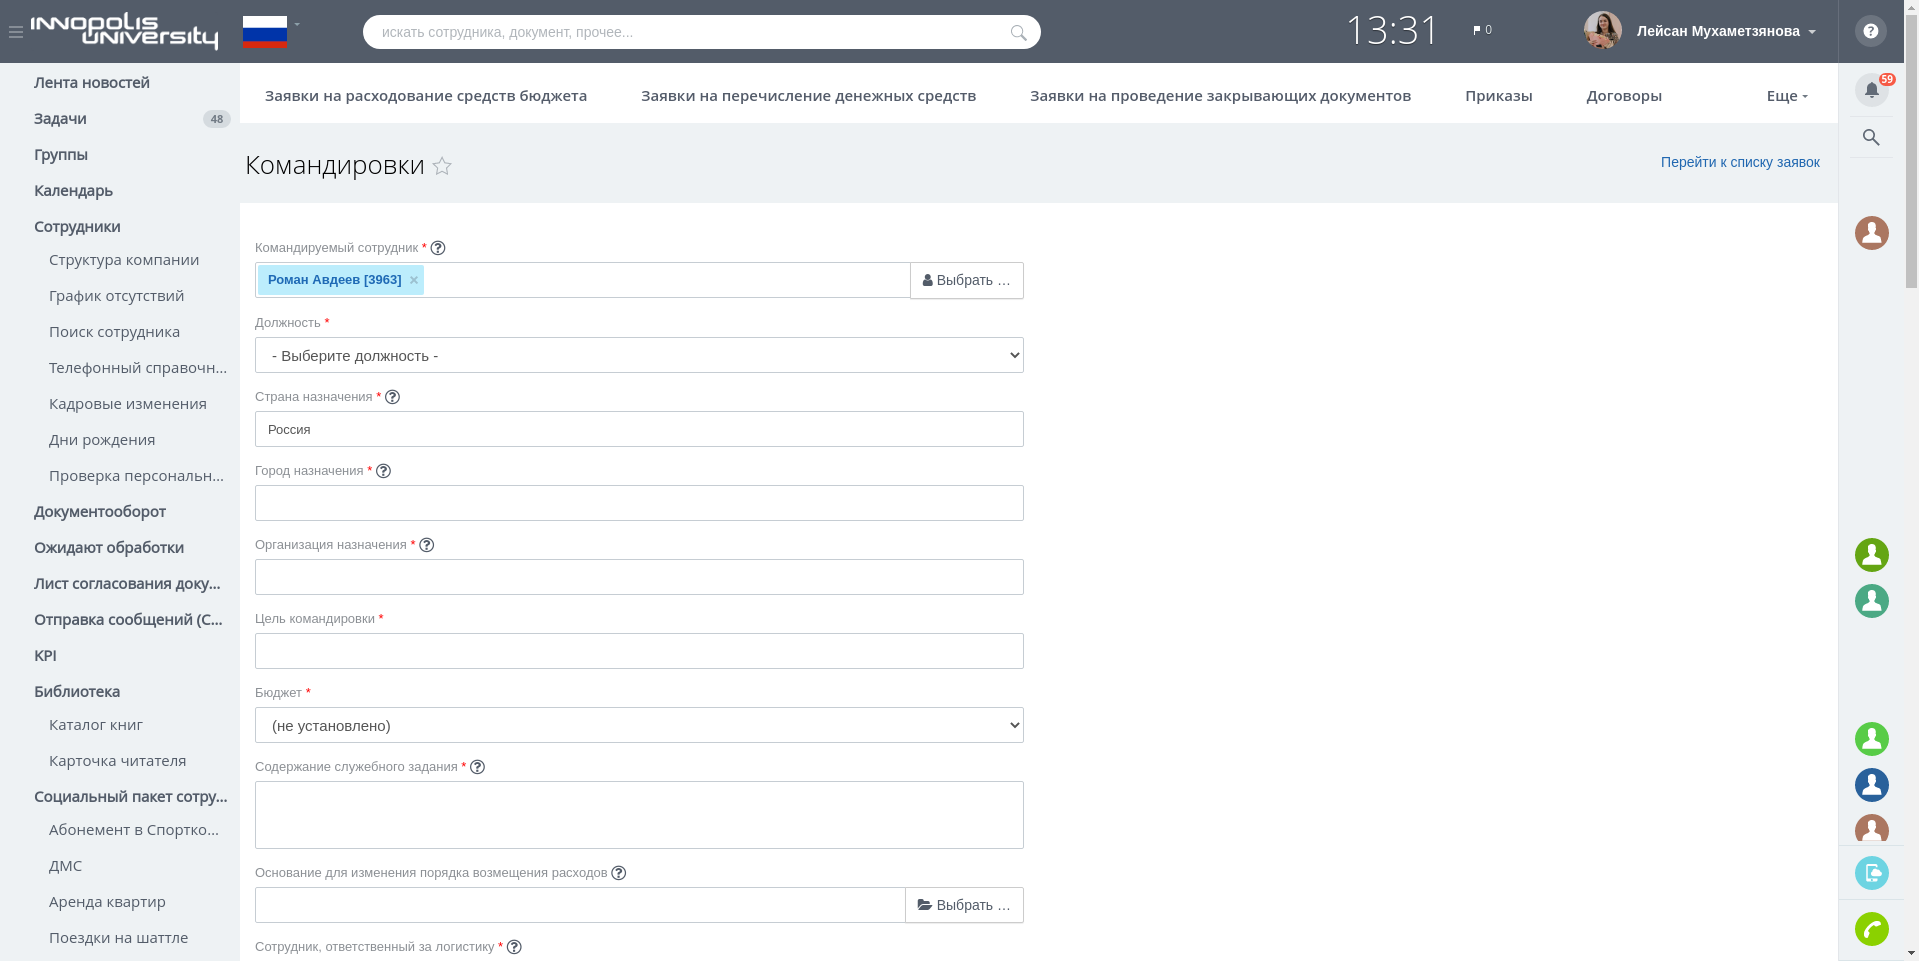 INNOPOLIS
UNIVERSITY
искать сотрудника, документ, прочее...
13:31
0
Лейсан Мухаметзянова
?
59
Лента новостей
Задачи
48
Группы
Календарь
Сотрудники
Структура компании
График отсутствий
Поиск сотрудника
Телефонный справочн...
Кадровые изменения
Дни рождения
Проверка персональн...
Документооборот
Ожидают обработки
Лист согласования доку...
Отправка сообщений (С...
KPI
Библиотека
Каталог книг
Карточка читателя
Социальный пакет сотру...
Абонемент в Спортко...
ДМС
Аренда квартир
Поездки на шаттле
Заявки на расходование средств бюджета
Заявки на перечисление денежных средств
Заявки на проведение закрывающих документов
Приказы
Договоры
Еще
Командировки
Перейти к списку заявок
Командируемый сотрудник * ?
Роман Авдеев [3963] ×
Выбрать ...
Должность *
- Выберите должность -
Страна назначения * ?
Россия
Город назначения * ?
Организация назначения * ?
Цель командировки *
Бюджет *
(не установлено)
Содержание служебного задания * ?
Основание для изменения порядка возмещения расходов ?
Выбрать ...
Сотрудник, ответственный за логистику * ?